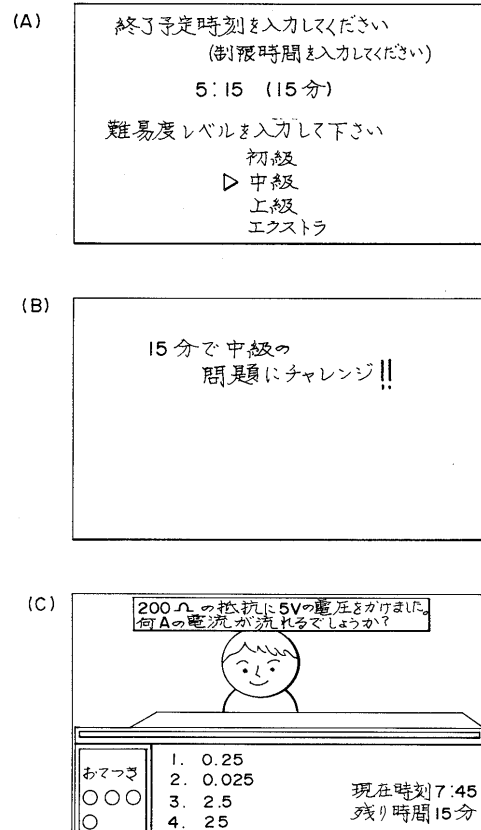 (A)
終了予定時刻を入力してください
(制限時間を入力してください)
5:15 (15分)
難易度レベルを入力して下さい
初級
▷ 中級
上級
エクストラ
(B)
15分で中級の
問題にチャレンジ!!
(C)
200Ωの抵抗に5Vの電圧をかけました。
何Aの電流が流れるでしょうか?
おてつき
1. 0.25
2. 0.025
3. 2.5
4. 25
現在時刻7:45
残り時間15分